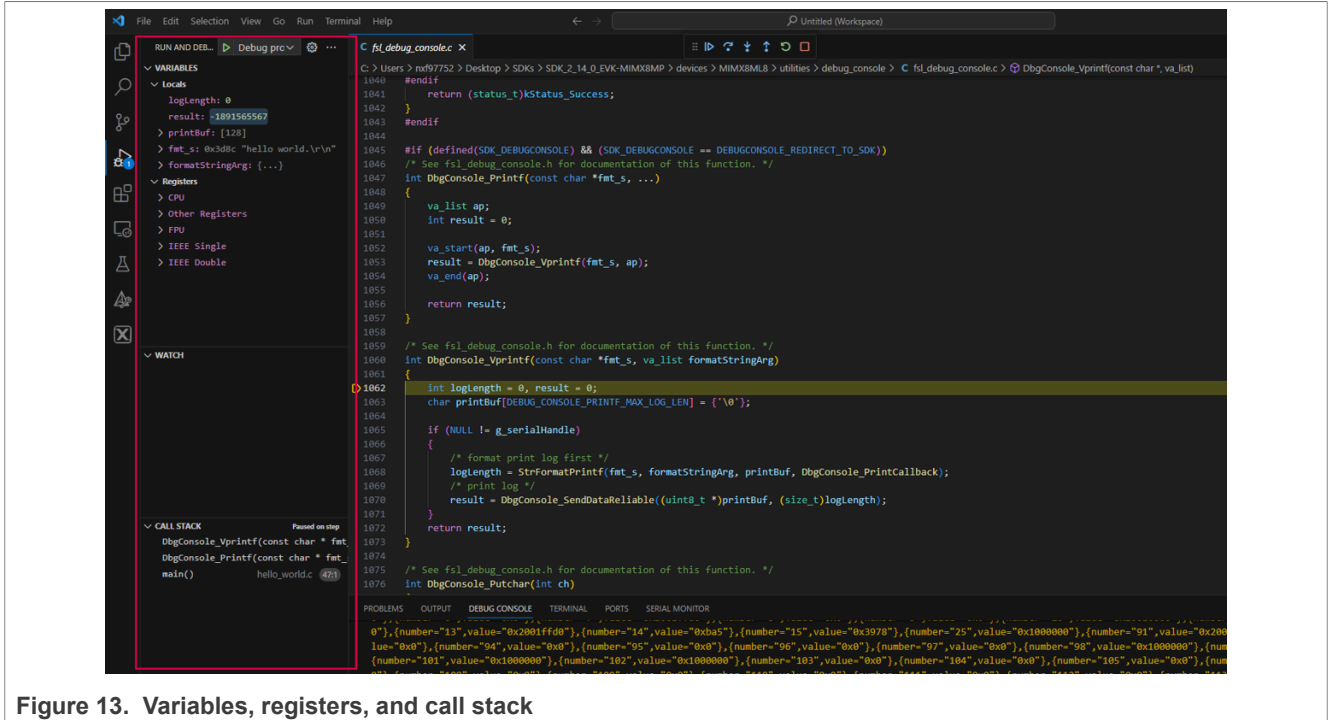 File Edit Selection View Go Run Terminal Help
Untitled (Workspace)
RUN AND DEB... Debug prc
VARIABLES
Locals
logLength: 0
result: -1891565567
printBuf: [128]
fmt_s: 0x3d8c "hello world.\r\n"
formatStringArg: {...}
Registers
CPU
Other Registers
FPU
IEEE Single
IEEE Double
WATCH
CALL STACK Paused on step
DbgConsole_Vprintf(const char * fmt_
DbgConsole_Printf(const char * fmt_
main() hello_world.c 47:1
1
C fsl_debug_console.c
C: > Users > nxf97752 > Desktop > SDKs > SDK_2_14_0_EVK-MIMX8MP > devices > MIMX8ML8 > utilities > debug_console > C fsl_debug_console.c > DbgConsole_Vprintf(const char *, va_list)
1040 #endif
1041 return (status_t)kStatus_Success;
1042 }
1043 #endif
1044
1045 #if (defined(SDK_DEBUGCONSOLE) && (SDK_DEBUGCONSOLE == DEBUGCONSOLE_REDIRECT_TO_SDK))
1046 /* See fsl_debug_console.h for documentation of this function. */
1047 int DbgConsole_Printf(const char *fmt_s, ...)
1048 {
1049 va_list ap;
1050 int result = 0;
1051
1052 va_start(ap, fmt_s);
1053 result = DbgConsole_Vprintf(fmt_s, ap);
1054 va_end(ap);
1055
1056 return result;
1057 }
1058
1059 /* See fsl_debug_console.h for documentation of this function. */
1060 int DbgConsole_Vprintf(const char *fmt_s, va_list formatStringArg)
1061 {
1062 int logLength = 0, result = 0;
1063 char printBuf[DEBUG_CONSOLE_PRINTF_MAX_LOG_LEN] = {'\0'};
1064
1065 if (NULL != g_serialHandle)
1066 {
1067 /* format print log first */
1068 logLength = StrFormatPrintf(fmt_s, formatStringArg, printBuf, DbgConsole_PrintCallback);
1069 /* print log */
1070 result = DbgConsole_SendDataReliable((uint8_t *)printBuf, (size_t)logLength);
1071 }
1072 return result;
1073 }
1074
1075 /* See fsl_debug_console.h for documentation of this function. */
1076 int DbgConsole_Putchar(int ch)
PROBLEMS OUTPUT DEBUG CONSOLE TERMINAL PORTS SERIAL MONITOR
0"},{number="13",value="0x2001ffd0"},{number="14",value="0xba5"},{number="15",value="0x3978"},{number="25",value="0x1000000"},{number="91",value="0x200
lue="0x0"},{number="94",value="0x0"},{number="95",value="0x0"},{number="96",value="0x0"},{number="97",value="0x0"},{number="98",value="0x1000000"},{num
{number="101",value="0x1000000"},{number="102",value="0x1000000"},{number="103",value="0x0"},{number="104",value="0x0"},{number="105",value="0x0"},{num
Figure 13. Variables, registers, and call stack